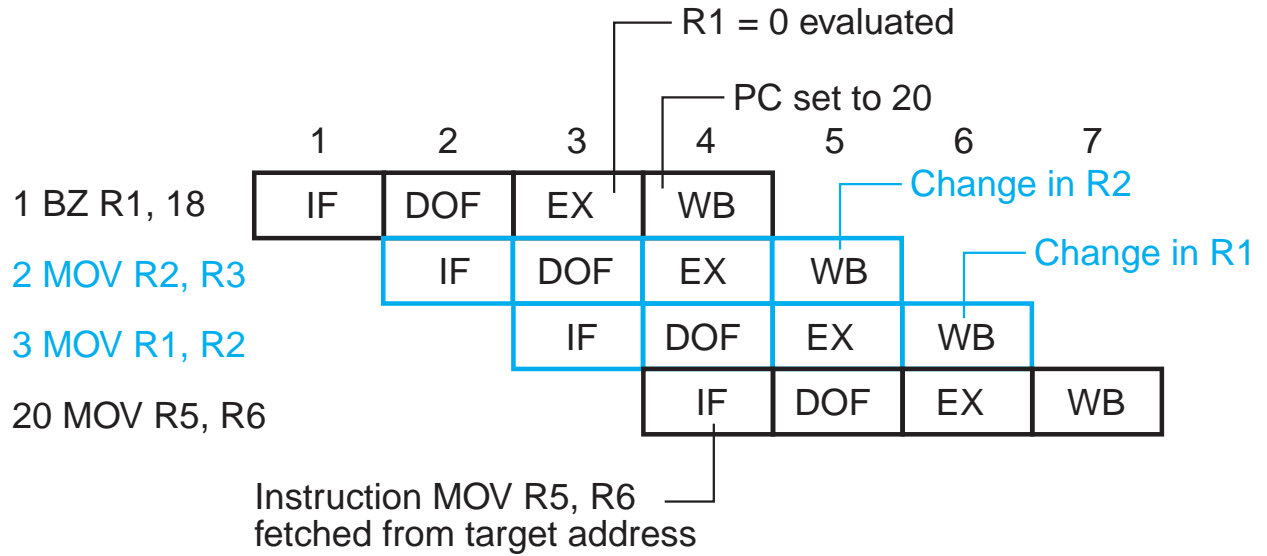 R1 = 0 evaluated
PC set to 20
1 2 3 4 5 6 7
Change in R2
1 BZ R1, 18 IF DOF EX WB
Change in R1
2 MOV R2, R3 IF DOF EX WB
3 MOV R1, R2 IF DOF EX WB
20 MOV R5, R6 IF DOF EX WB
Instruction MOV R5, R6
fetched from target address